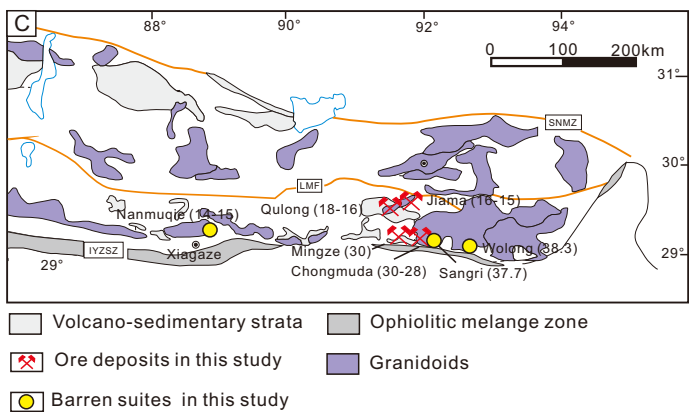 C
88°
90°
92°
94°
0 100 200km
31°
SNMZ
30°
LMF
Jiama (16-15)
Nanmuqie (14-15)
Qulong (18-16)
IYZSZ
Xiagaze
Mingze (30)
Wolong (38.3)
29°
29°
Chongmuda (30-28)
Sangri (37.7)
Volcano-sedimentary strata
Ophiolitic melange zone
Ore deposits in this study
Granidoids
Barren suites in this study